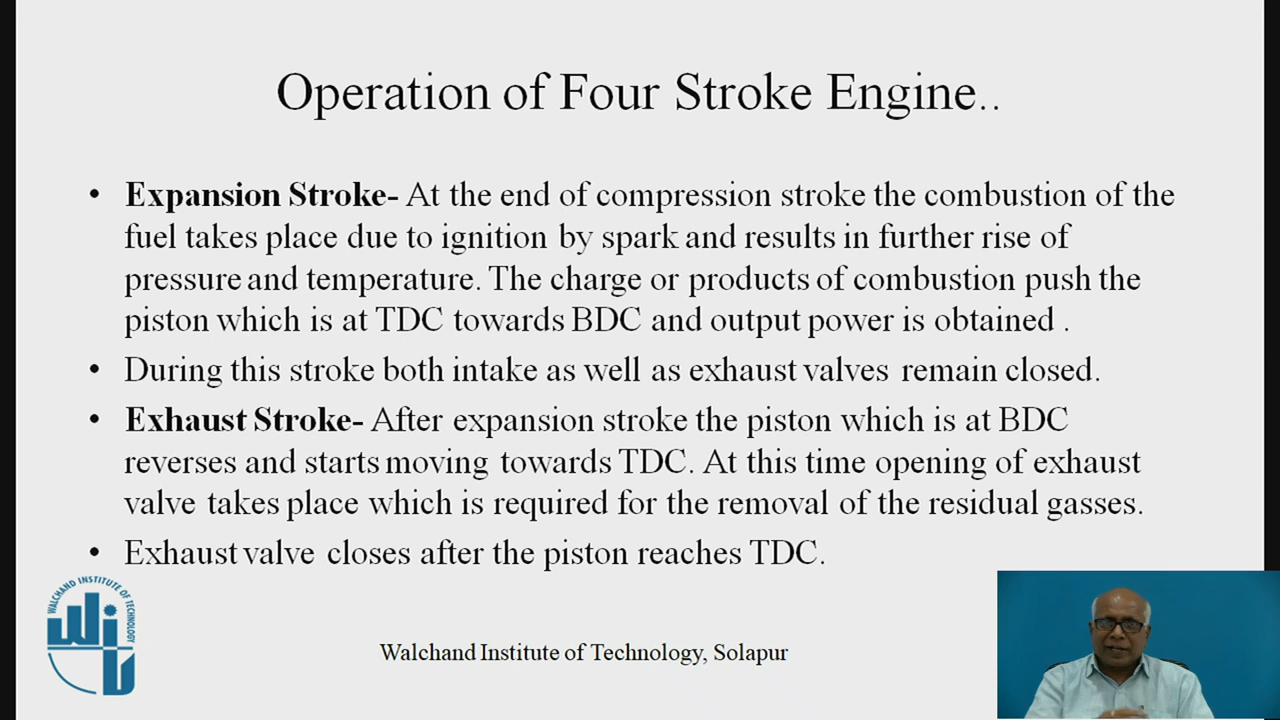 Operation of Four Stroke Engine..
• Expansion Stroke- At the end of compression stroke the combustion of the
fuel takes place due to ignition by spark and results in further rise of
pressure and temperature. The charge or products of combustion push the
piston which is at TDC towards BDC and output power is obtained .
• During this stroke both intake as well as exhaust valves remain closed.
• Exhaust Stroke- After expansion stroke the piston which is at BDC
reverses and starts moving towards TDC. At this time opening of exhaust
valve takes place which is required for the removal of the residual gasses.
• Exhaust valve closes after the piston reaches TDC.
WALCHAND INSTITUTE OF TECHNOLOGY
WIT
Walchand Institute of Technology, Solapur